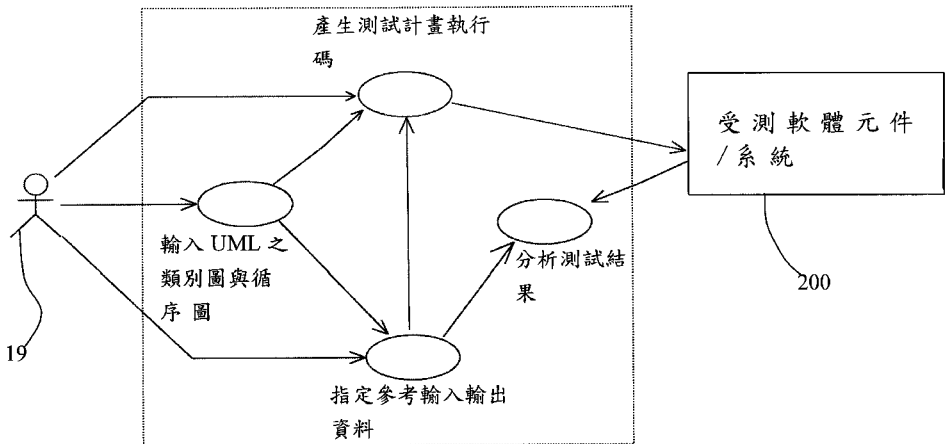 產生測試計畫執行
碼
受測軟體元件
/系統
輸入 UML 之
類別圖與循
序圖
分析測試結
果
200
19
指定參考輸入輸出
資料